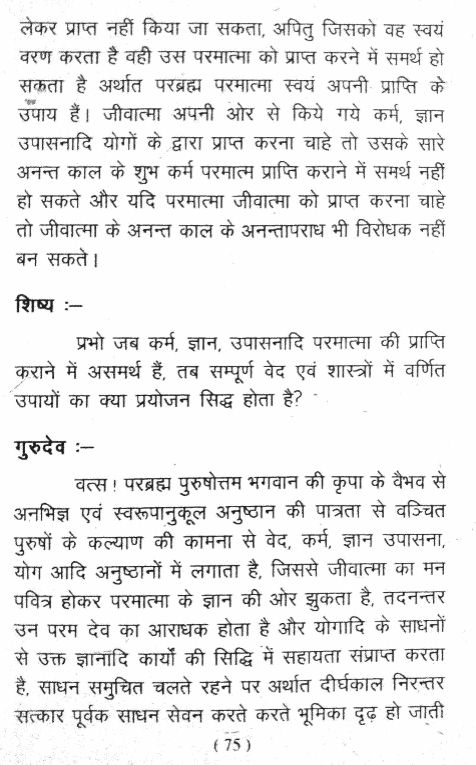 लेकर प्राप्त नहीं किया जा सकता, अपितु जिसको वह स्वयं
वरण करता है वही उस परमात्मा को प्राप्त करने में समर्थ हो
सकता है अर्थात परब्रह्म परमात्मा स्वयं अपनी प्राप्ति के
उपाय हैं। जीवात्मा अपनी ओर से किये गये कर्म, ज्ञान
उपासनादि योगों के द्वारा प्राप्त करना चाहे तो उसके सारे
अनन्त काल के शुभ कर्म परमात्म प्राप्ति कराने में समर्थ नहीं
हो सकते और यदि परमात्मा जीवात्मा को प्राप्त करना चाहे
तो जीवात्मा के अनन्त काल के अनन्तापराध भी विरोधक नहीं
बन सकते।
शिष्य :–
प्रभो जब कर्म, ज्ञान, उपासनादि परमात्मा की प्राप्ति
कराने में असमर्थ हैं, तब सम्पूर्ण वेद एवं शास्त्रों में वर्णित
उपायों का क्या प्रयोजन सिद्ध होता है?
गुरुदेव :–
वत्स! परब्रह्म पुरुषोत्तम भगवान की कृपा के वैभव से
अनभिज्ञ एवं स्वरूपानुकूल अनुष्ठान की पात्रता से वञ्चित
पुरुषों के कल्याण की कामना से वेद, कर्म, ज्ञान उपासना,
योग आदि अनुष्ठानों में लगाता है, जिससे जीवात्मा का मन
पवित्र होकर परमात्मा के ज्ञान की ओर झुकता है, तदनन्तर
उन परम देव का आराधक होता है और योगादि के साधनों
से उक्त ज्ञानादि कार्यों की सिद्धि में सहायता संप्राप्त करता
है, साधन समुचित चलते रहने पर अर्थात दीर्घकाल निरन्तर
सत्कार पूर्वक साधन सेवन करते करते भूमिका दृढ़ हो जाती
(75)